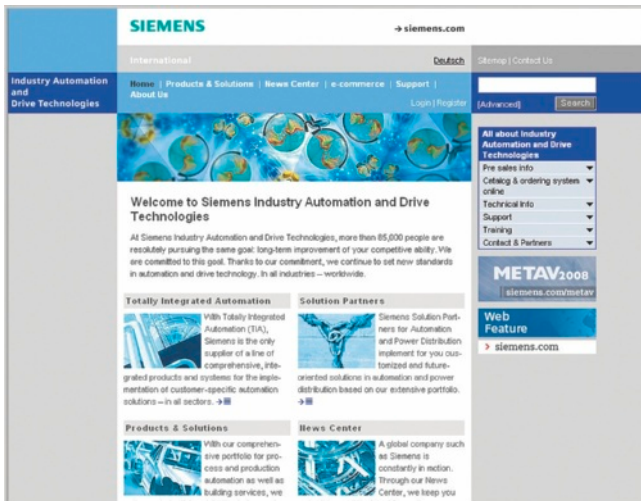 SIEMENS
→ siemens.com
International
Deutsch
Sitemap | Contact Us
Industry Automation
and
Drive Technologies
Home | Products & Solutions | News Center | e-commerce | Support |
About Us
Login | Register
[Advanced]
Search
Welcome to Siemens Industry Automation and Drive
Technologies
At Siemens Industry Automation and Drive Technologies, more than 85,000 people are
resolutely pursuing the same goal: long-term improvement of your competitive ability. We
are committed to this goal. Thanks to our commitment, we continue to set new standards
in automation and drive technology. In all industries – worldwide.
Totally Integrated Automation
With Totally Integrated
Automation (TIA),
Siemens is the only
supplier of a line of
comprehensive, inte-
grated products and systems for the imple-
mentation of customer-specific automation
solutions – in all sectors. →
Solution Partners
Siemens Solution Part-
ners for Automation
and Power Distribution
implement for you cus-
tomized and future-
oriented solutions in automation and power
distribution based on our extensive portfolio.
→
Products & Solutions
With our comprehen-
sive portfolio for pro-
cess and production
automation as well as
building services, we
News Center
A global company such
as Siemens is
constantly in motion.
Through our News
Center, we keep you
All about Industry
Automation and Drive
Technologies
Pre sales info
Catalog & ordering system
online
Technical Info
Support
Training
Contact & Partners
METAV2008
siemens.com/metav
Web
Feature
> siemens.com